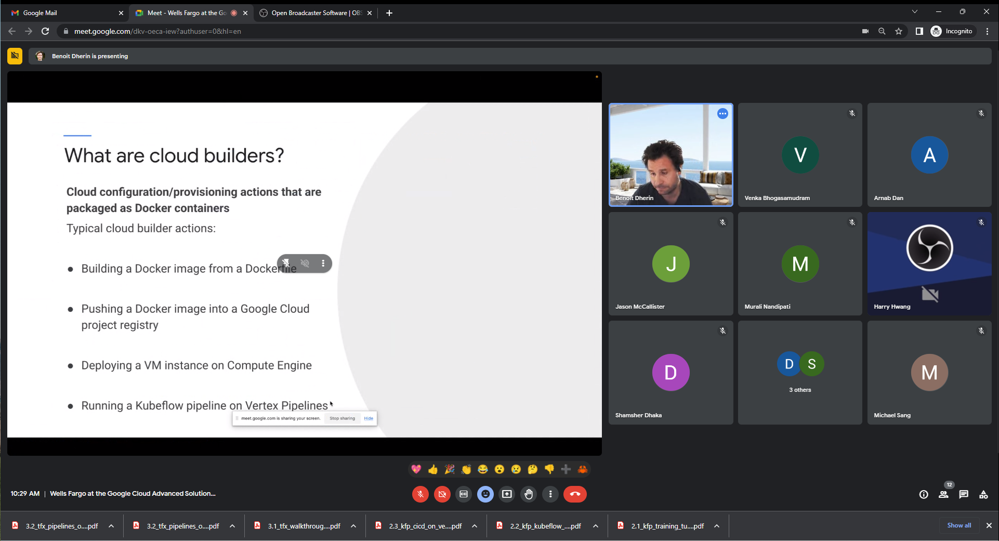 Google Mail
Meet - Wells Fargo at the Go
Open Broadcaster Software | OBS
meet.google.com/dkv-oeca-iew?authuser=0&hl=en
Incognito
Benoit Dherin is presenting
What are cloud builders?
Cloud configuration/provisioning actions that are
packaged as Docker containers
Typical cloud builder actions:
● Building a Docker image from a Dockerfile
● Pushing a Docker image into a Google Cloud
project registry
● Deploying a VM instance on Compute Engine
● Running a Kubeflow pipeline on Vertex Pipelines
meet.google.com is sharing your screen. Stop sharing Hide
Benoit Dherin
V
Venka Bhogasamudram
A
Arnab Dan
J
Jason McCallister
M
Murali Nandipati
Harry Hwang
D
Shamsher Dhaka
D S
3 others
M
Michael Sang
10:29 AM | Wells Fargo at the Google Cloud Advanced Solution...
12
3.2_tfx_pipelines_o....pdf
3.2_tfx_pipelines_o....pdf
3.1_tfx_walkthroug....pdf
2.3_kfp_cicd_on_ve....pdf
2.2_kfp_kubeflow_....pdf
2.1_kfp_training_tu....pdf
Show all